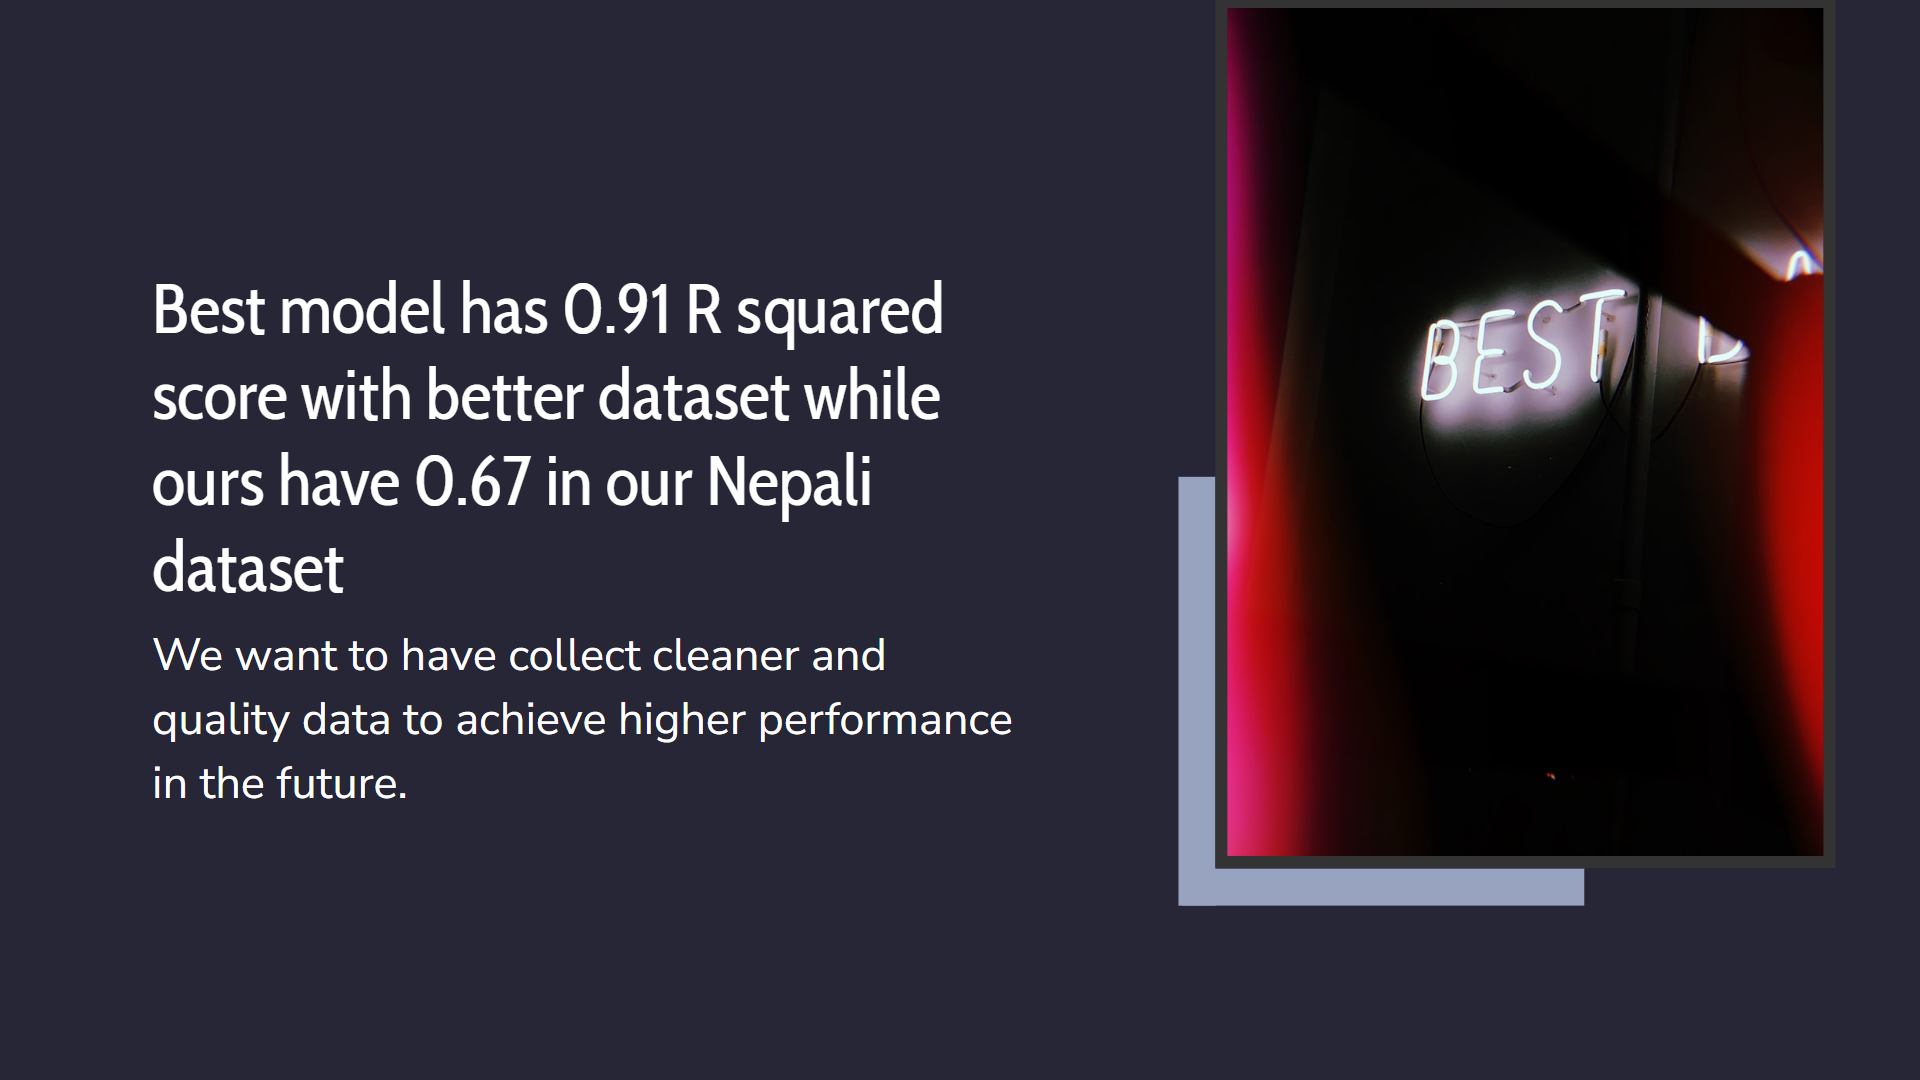 Best model has 0.91 R squared
score with better dataset while
ours have 0.67 in our Nepali
dataset
We want to have collect cleaner and
quality data to achieve higher performance
in the future.
BEST